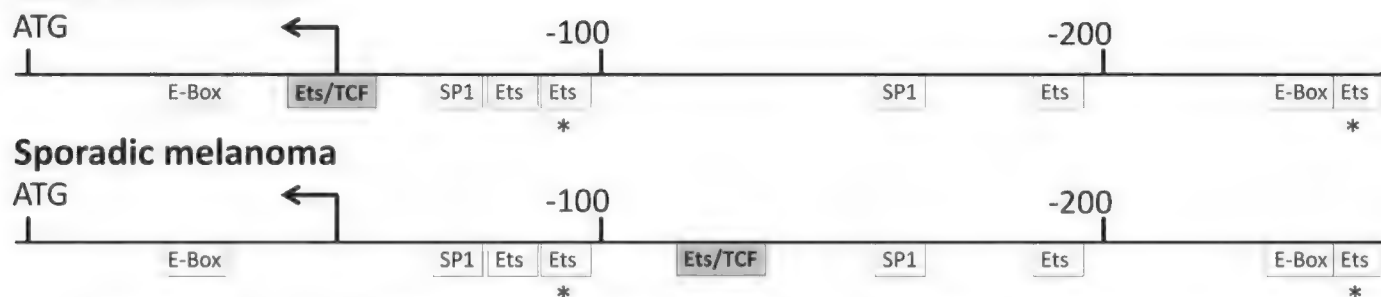 ATG -100 -200
E-Box Ets/TCF SP1 Ets Ets SP1 Ets E-Box Ets
* *
Sporadic melanoma
ATG -100 -200
E-Box SP1 Ets Ets Ets/TCF SP1 Ets E-Box Ets
* *